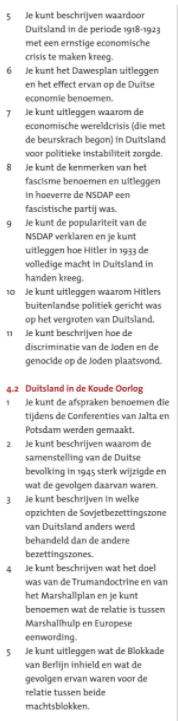 5 Je kunt beschrijven waardoor
Duitsland in de periode 1918-1923
met een ernstige economische
crisis te maken kreeg.
6 Je kunt het Dawesplan uitleggen
en het effect ervan op de Duitse
economie benoemen.
7 Je kunt uitleggen waarom de
economische wereldcrisis (die met
de beurskrach begon) in Duitsland
voor politieke instabiliteit zorgde.
8 Je kunt de kenmerken van het
fascisme benoemen en uitleggen
in hoeverre de NSDAP een
fascistische partij was.
9 Je kunt de populariteit van de
NSDAP verklaren en je kunt
uitleggen hoe Hitler in 1933 de
volledige macht in Duitsland in
handen kreeg.
10 Je kunt uitleggen waarom Hitlers
buitenlandse politiek gericht was
op het vergroten van Duitsland.
11 Je kunt beschrijven hoe de
discriminatie van de Joden en de
genocide op de Joden plaatsvond.
4.2 Duitsland in de Koude Oorlog
1 Je kunt de afspraken benoemen die
tijdens de Conferenties van Jalta en
Potsdam werden gemaakt.
2 Je kunt beschrijven waarom de
samenstelling van de Duitse
bevolking in 1945 sterk wijzigde en
wat de gevolgen daarvan waren.
3 Je kunt beschrijven in welke
opzichten de Sovjetbezettingszone
van Duitsland anders werd
behandeld dan de andere
bezettingszones.
4 Je kunt beschrijven wat het doel
was van de Trumandoctrine en van
het Marshallplan en je kunt
benoemen wat de relatie is tussen
Marshallhulp en Europese
eenwording.
5 Je kunt uitleggen wat de Blokkade
van Berlijn inhield en wat de
gevolgen ervan waren voor de
relatie tussen beide
machtsblokken.